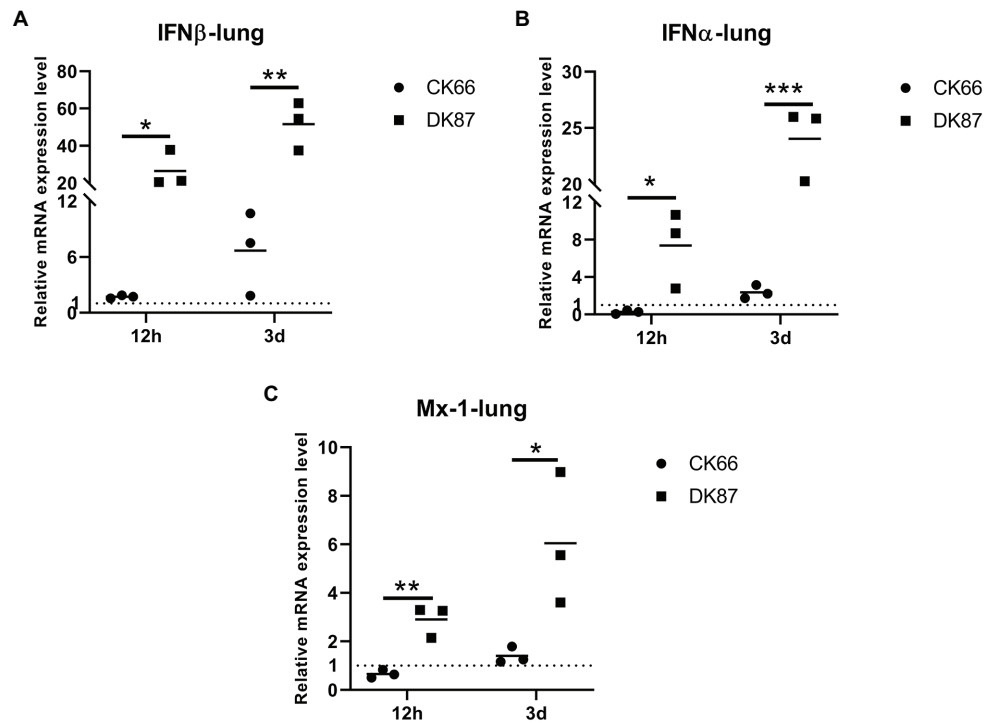 A
IFNβ-lung
Relative mRNA expression level
80
60
40
20
12
6
1
0
*
**
12h
3d
CK66
DK87
B
IFNα-lung
Relative mRNA expression level
30
25
20
12
8
4
1
0
*
***
12h
3d
CK66
DK87
C
Mx-1-lung
Relative mRNA expression level
10
8
6
4
2
1
0
**
*
12h
3d
CK66
DK87